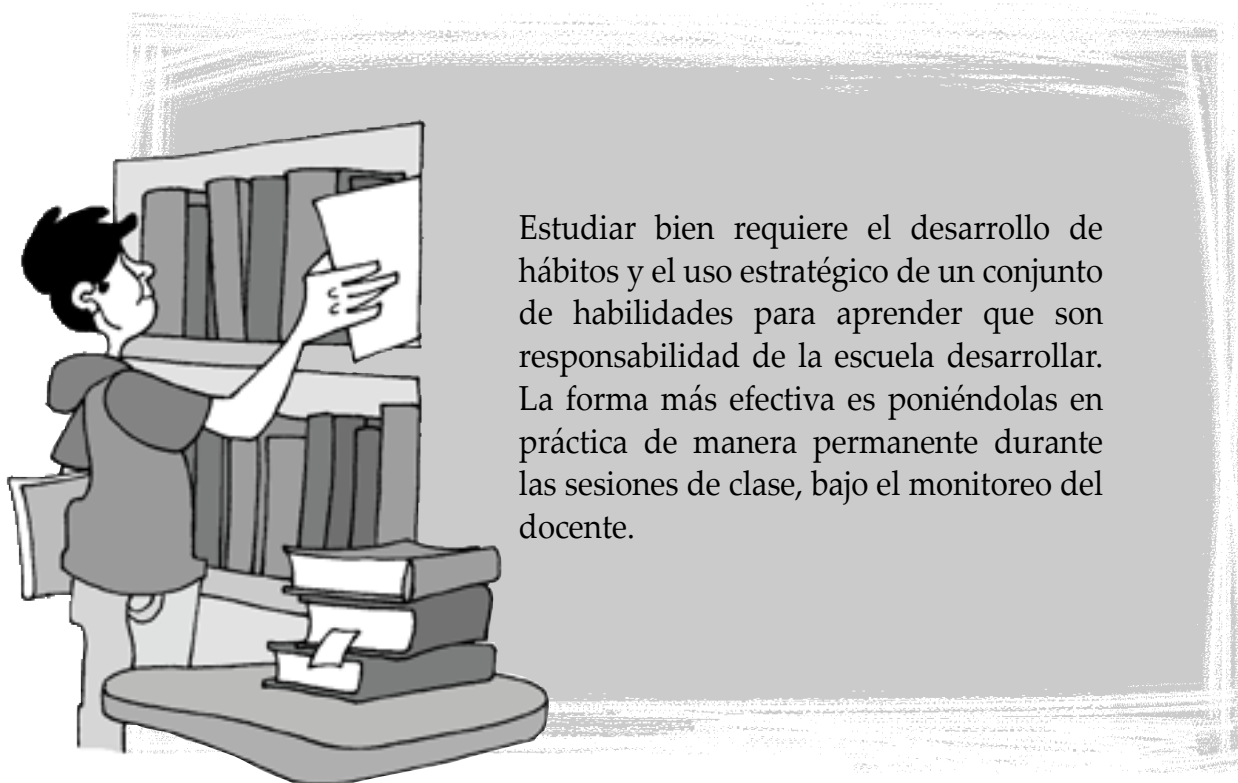 Estudiar bien requiere el desarrollo de
hábitos y el uso estratégico de un conjunto
de habilidades para aprender que son
responsabilidad de la escuela desarrollar.
La forma más efectiva es poniéndolas en
práctica de manera permanente durante
las sesiones de clase, bajo el monitoreo del
docente.